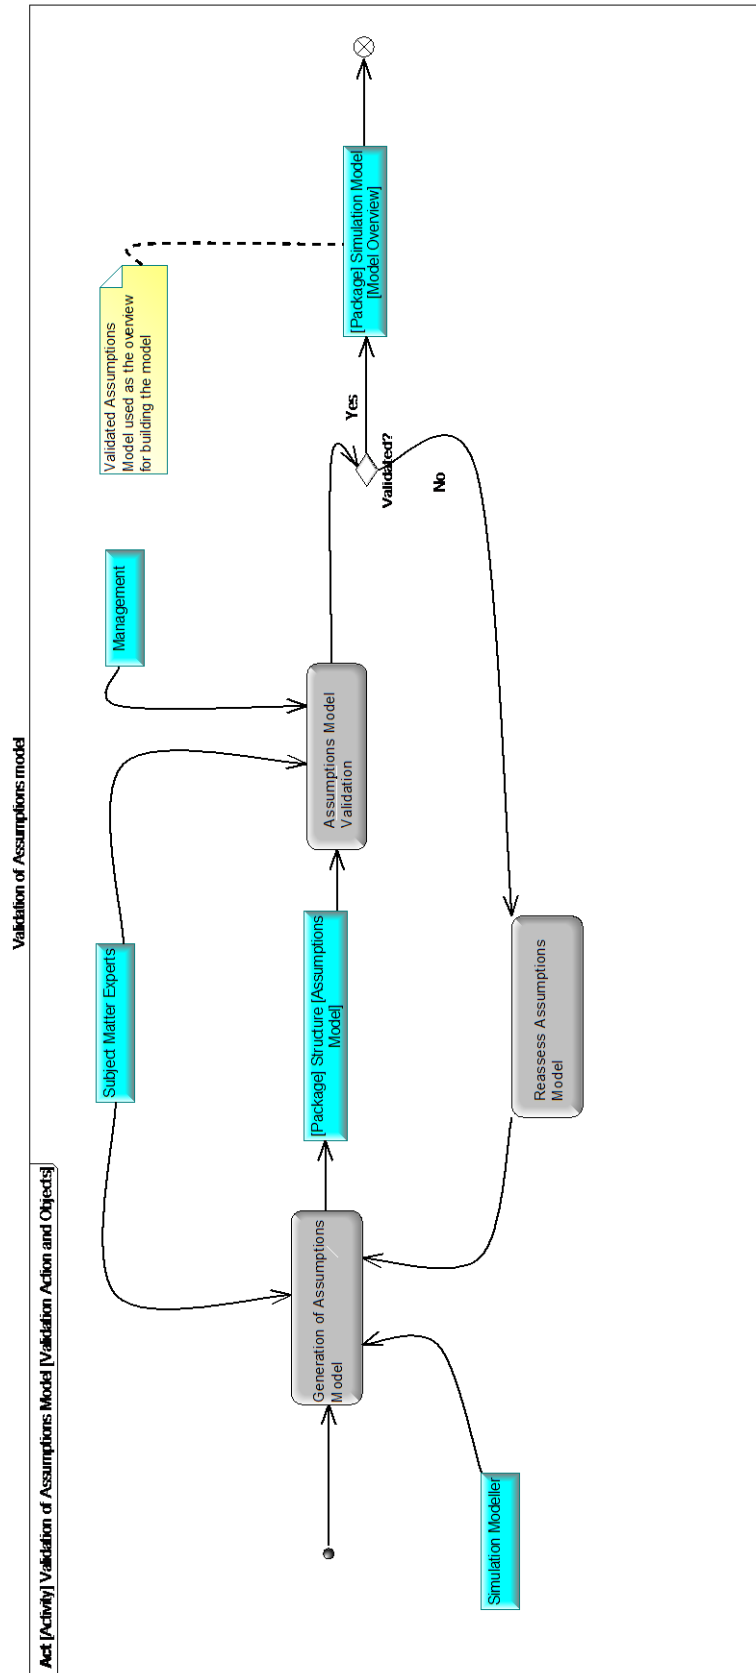 Validation of Assumptions model
Act [Activity] Validation of Assumptions Model [Validation Action and Objects]
Subject Matter Experts
Management
Validated Assumptions
Model used as the overview
for building the model
Simulation Modeller
Generation of Assumptions
Model
[Package] Structure [Assumptions
Model]
Assumptions Model
Validation
Validated?
Yes
No
[Package] Simulation Model
[Model Overview]
Reassess Assumptions
Model